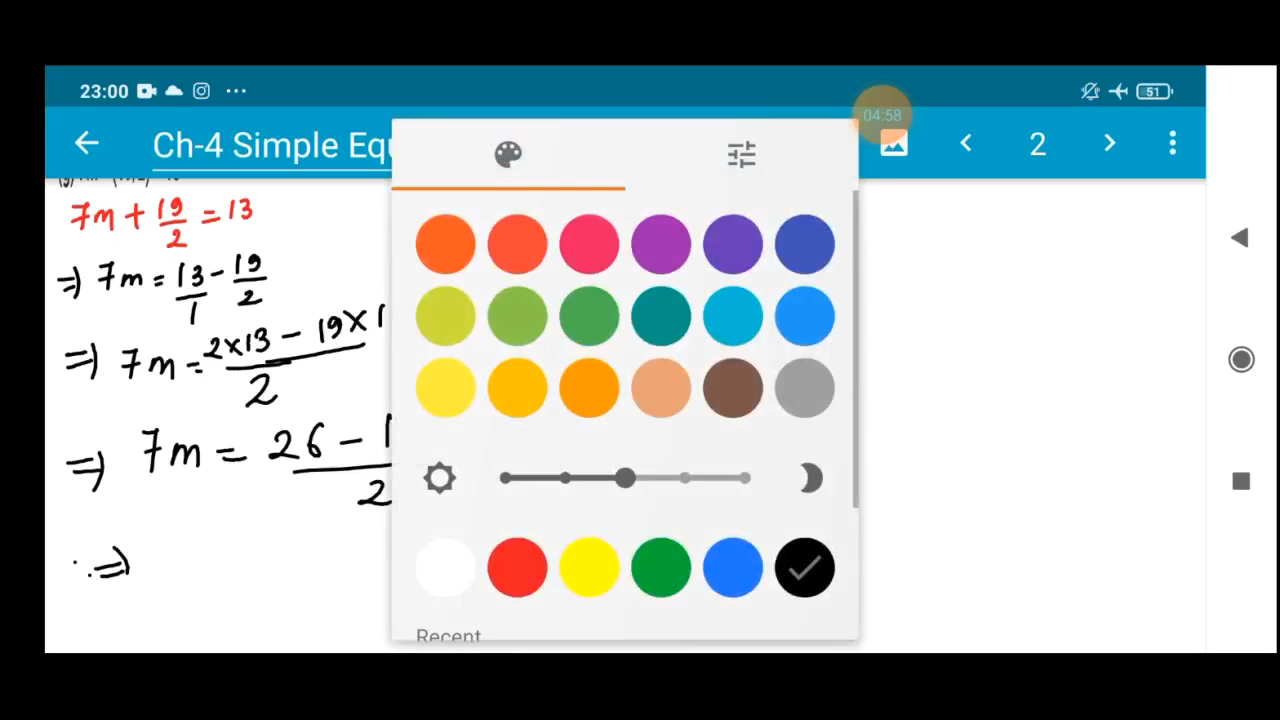 23:00 ... 51
04:58
Ch-4 Simple Equ 2
7m + 19/2 = 13
⇒ 7m = 13/1 - 19/2
⇒ 7m = 2×13 - 19×1/2
⇒ 7m = 26 - 1/2
∴ ⇒
Recent